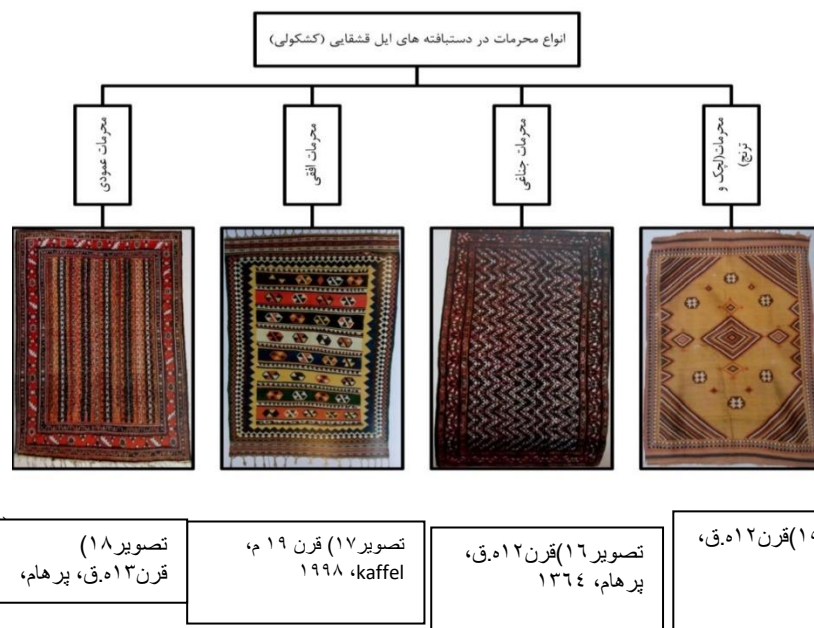 انواع محرمات در دستبافته های ایل قشقایی (کشکولی)
محرمات(لچک و
ترنج)
محرمات جناغی
محرمات افقی
محرمات عمودی
)قرن۱۲ه.ق،
تصویر۱۶)قرن۱۲ه.ق،
پرهام، ۱۳۶۴
تصویر۱۷) قرن ۱۹ م،
kaffel، ۱۹۹۸
تصویر۱۸)
قرن۱۳ه.ق، پرهام،